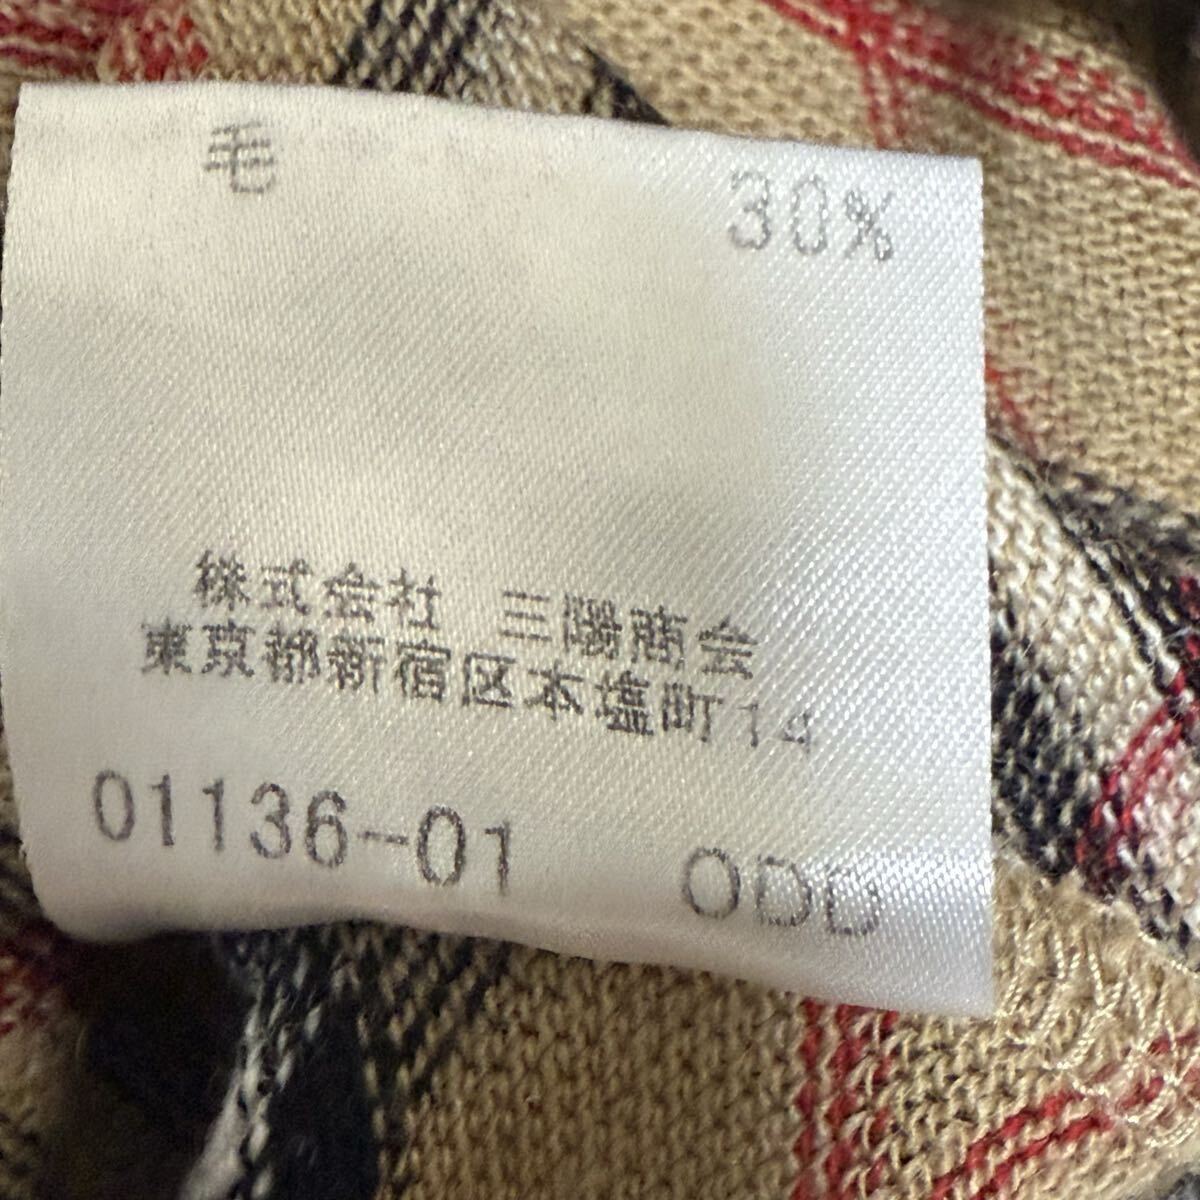 毛 30%
株式会社 三陽商会
東京都新宿区本塩町14
01136-01 ODD